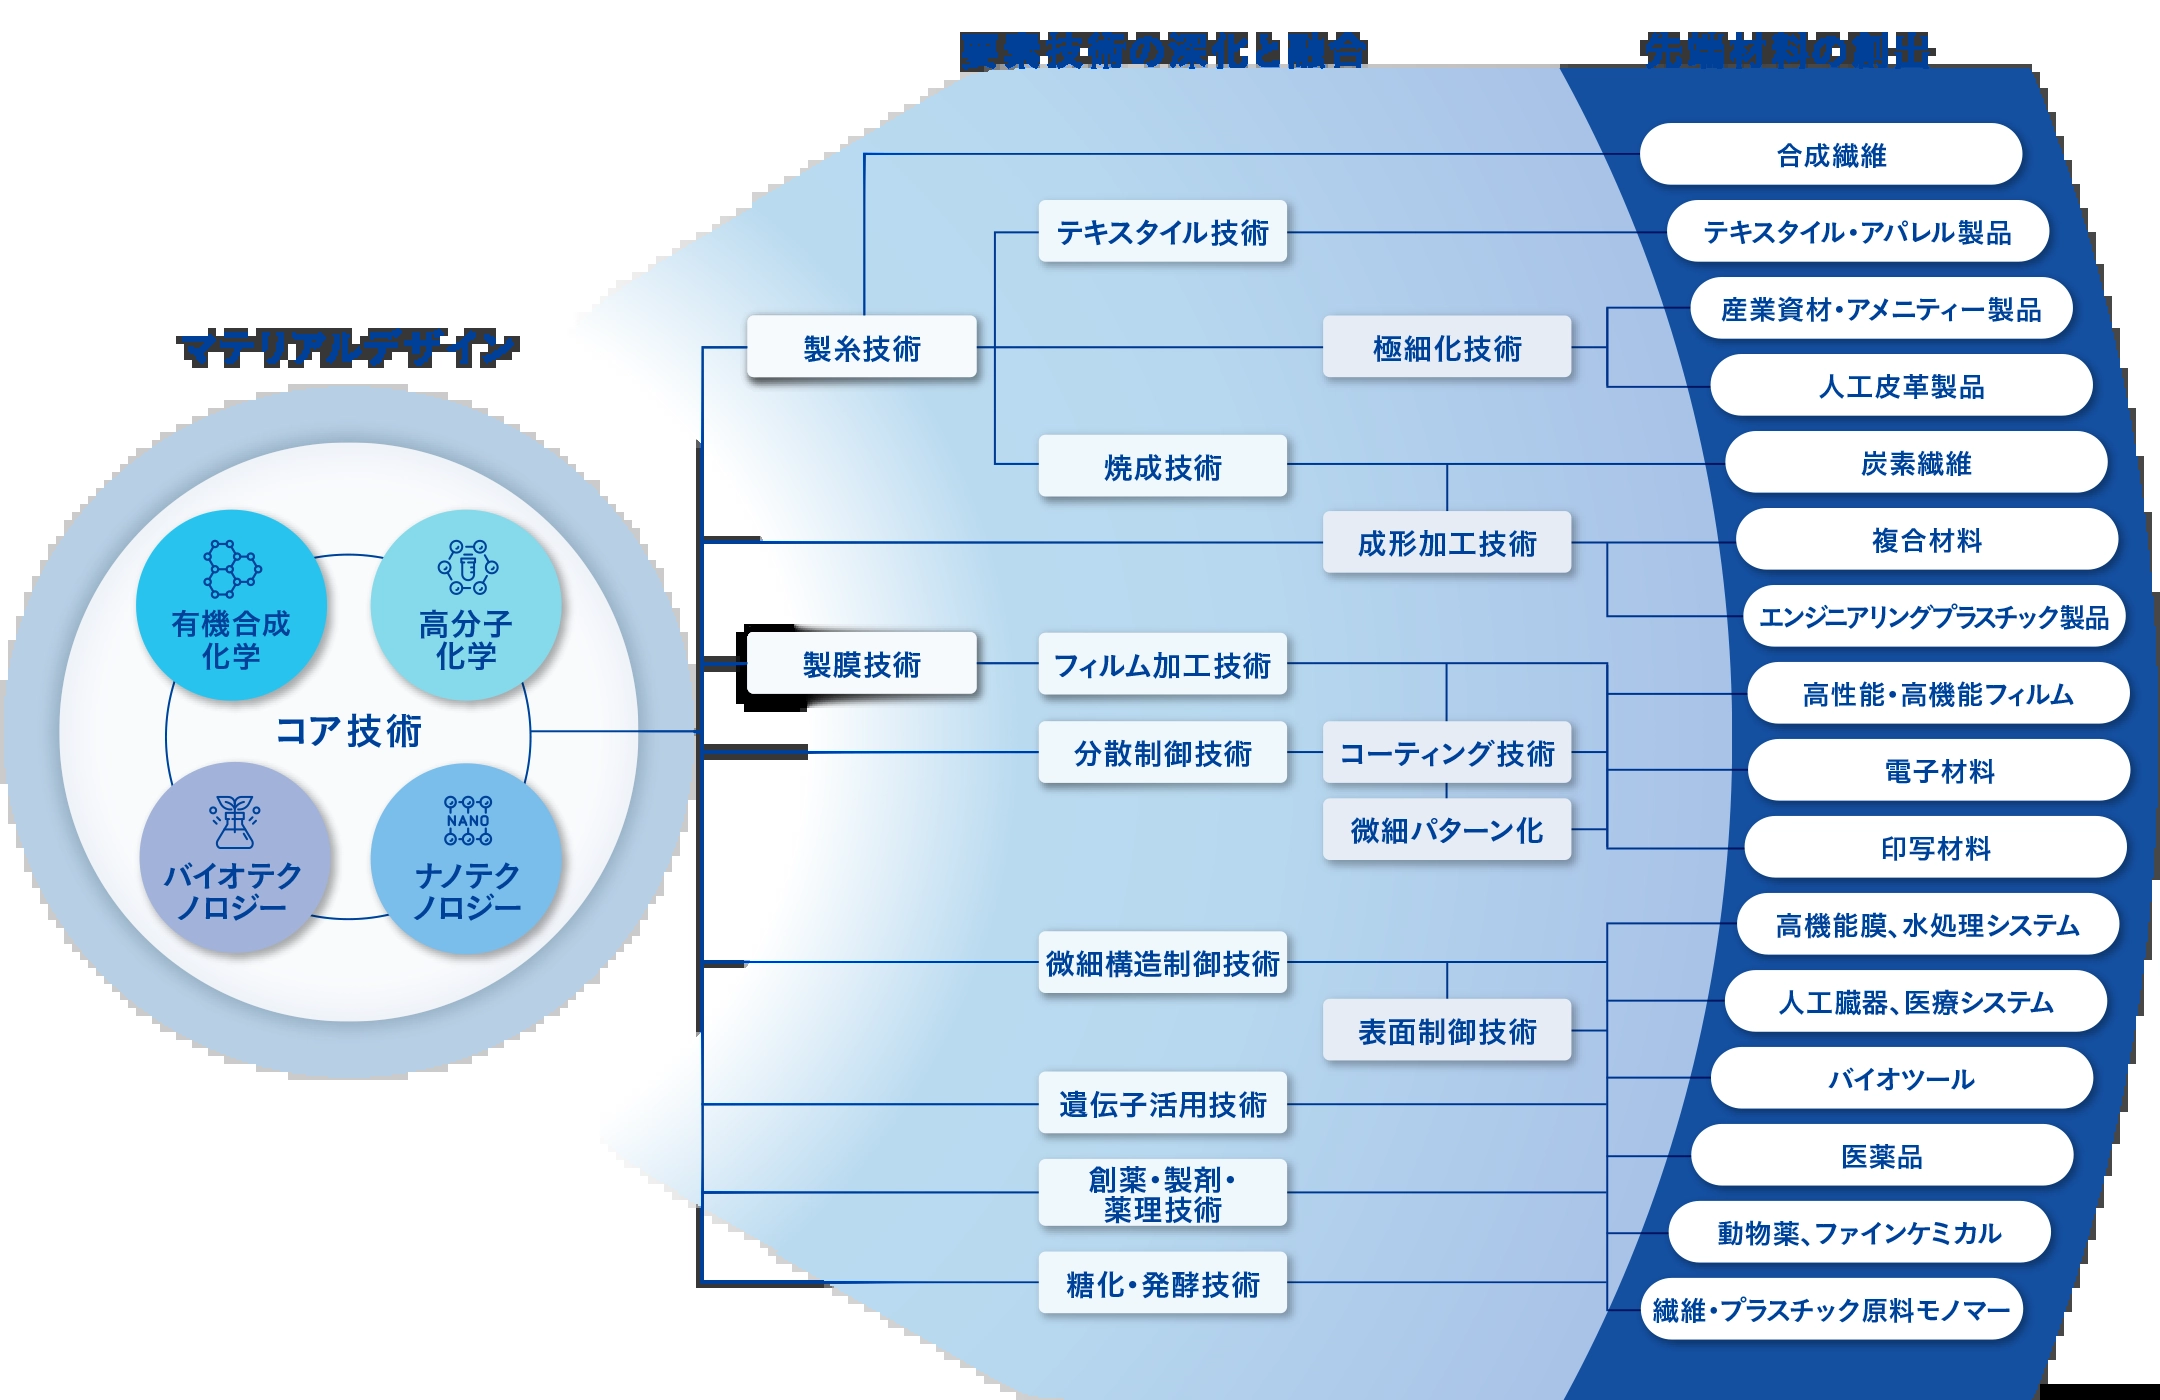 要素技術の深化と融合
先端材料の創出
マテリアルデザイン
有機合成
化学
高分子
化学
コア技術
バイオテク
ノロジー
NANO
ナノテク
ノロジー
製糸技術
製膜技術
テキスタイル技術
焼成技術
フィルム加工技術
分散制御技術
微細構造制御技術
遺伝子活用技術
創薬・製剤・
薬理技術
糖化・発酵技術
極細化技術
成形加工技術
コーティング技術
微細パターン化
表面制御技術
合成繊維
テキスタイル・アパレル製品
産業資材・アメニティー製品
人工皮革製品
炭素繊維
複合材料
エンジニアリングプラスチック製品
高性能・高機能フィルム
電子材料
印写材料
高機能膜、水処理システム
人工臓器、医療システム
バイオツール
医薬品
動物薬、ファインケミカル
繊維・プラスチック原料モノマー